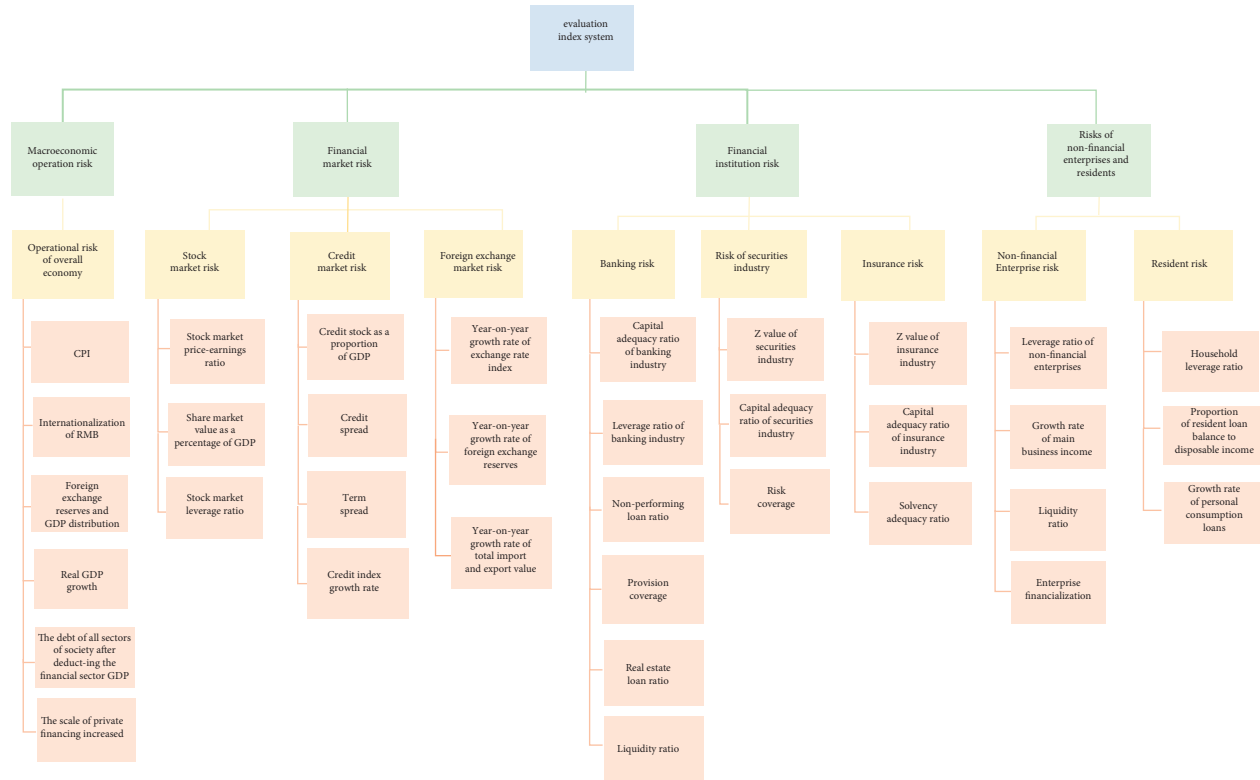 evaluation
index system
Macroeconomic
operation risk
Financial
market risk
Financial
institution risk
Risks of
non-financial
enterprises and
residents
Operational risk
of overall
economy
Stock
market risk
Credit
market risk
Foreign exchange
market risk
Banking risk
Risk of securities
industry
Insurance risk
Non-financial
Enterprise risk
Resident risk
CPI
Internationalization
of RMB
Foreign
exchange
reserves and
GDP distribution
Real GDP
growth
The debt of all sectors
of society after
deduct-ing the
financial sector GDP
The scale of private
financing increased
Stock market
price-earnings
ratio
Share market
value as a
percentage of GDP
Stock market
leverage ratio
Credit stock as a
proportion
of GDP
Credit
spread
Term
spread
Credit index
growth rate
Year-on-year
growth rate of
exchange rate
index
Year-on-year
growth rate of
foreign exchange
reserves
Year-on-year
growth rate of
total import
and export value
Capital
adequacy ratio
of banking
industry
Leverage ratio of
banking industry
Non-performing
loan ratio
Provision
coverage
Real estate
loan ratio
Liquidity ratio
Z value of
securities
industry
Capital adequacy
ratio of securities
industry
Risk
coverage
Z value of
insurance
industry
Capital
adequacy ratio
of insurance
industry
Solvency
adequacy ratio
Leverage ratio of
non-financial
enterprises
Growth rate
of main
business income
Liquidity
ratio
Enterprise
financialization
Household
leverage ratio
Proportion
of resident loan
balance to
disposable income
Growth rate
of personal
consumption
loans